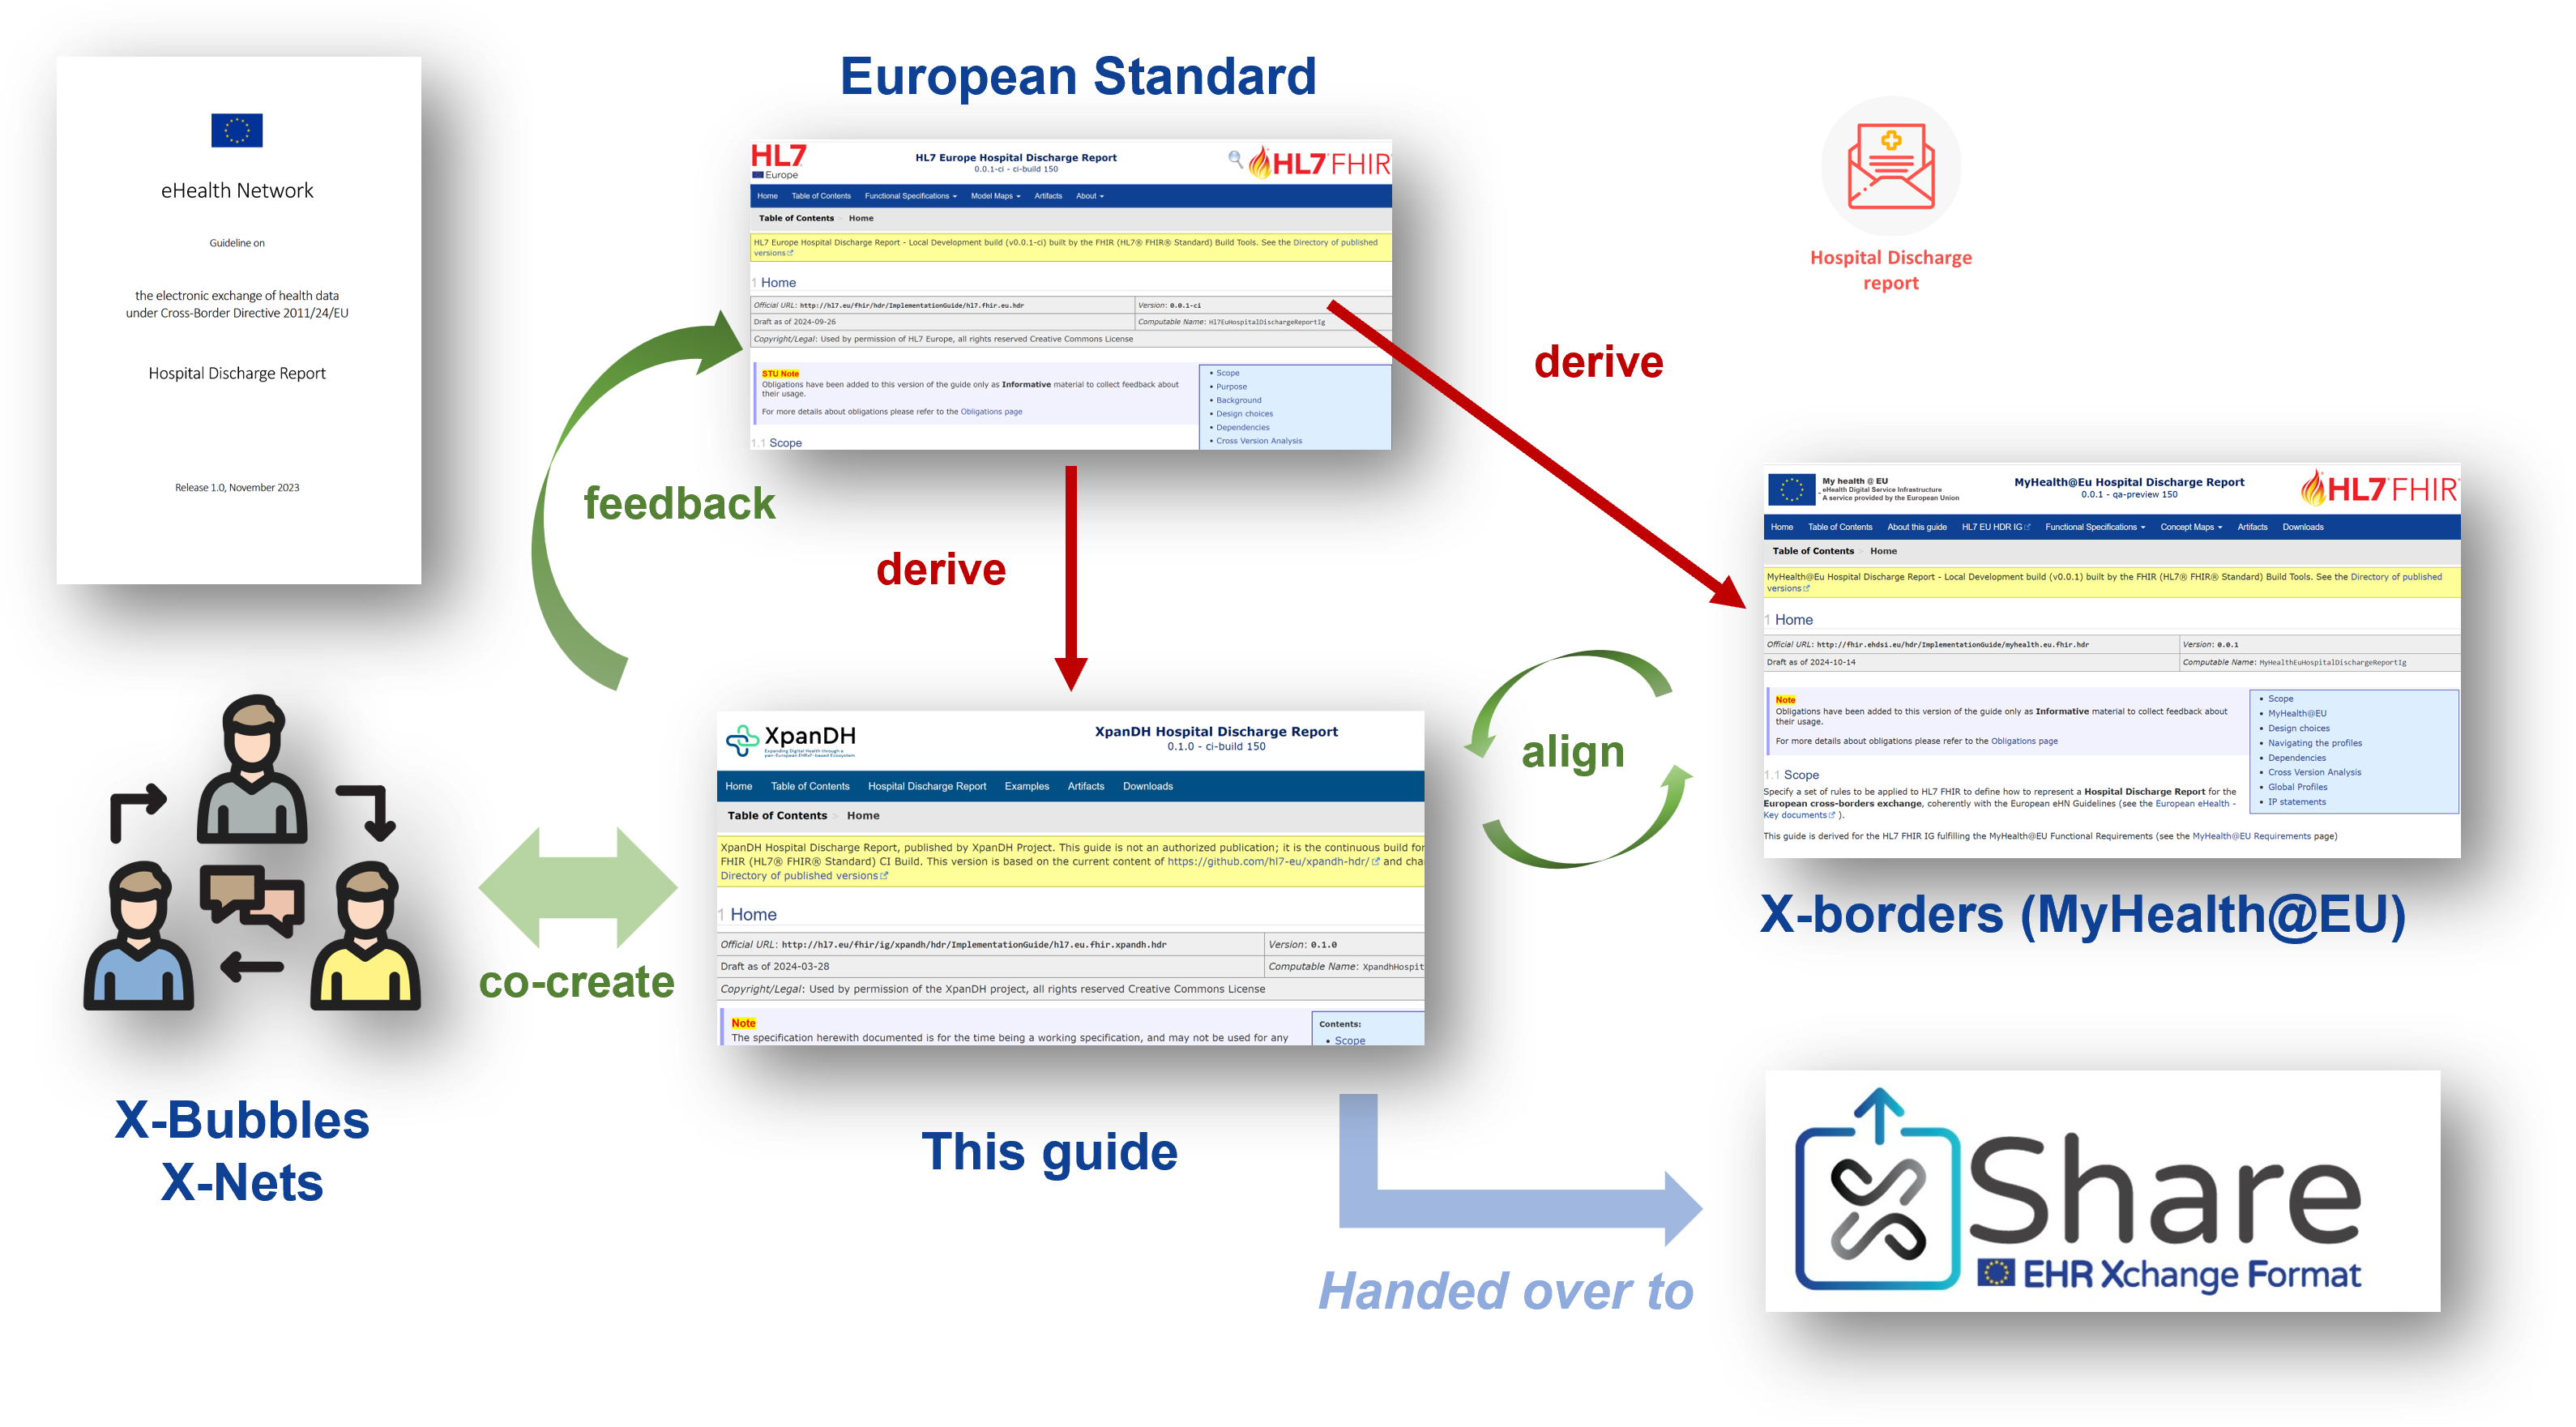 eHealth Network
Guideline on
the electronic exchange of health data
under Cross-Border Directive 2011/24/EU
Hospital Discharge Report
Release 1.0, November 2023
European Standard
HL7
Europe
HL7 Europe Hospital Discharge Report
0.0.1-ci - ci-build 150
HL7 FHIR
Home Table of Contents Functional Specifications Model Maps Artifacts About
Table of Contents Home
HL7 Europe Hospital Discharge Report - Local Development build (v0.0.1-ci) built by the FHIR (HL7® FHIR® Standard) Build Tools. See the Directory of published
versions
1 Home
Official URL: http://hl7.eu/fhir/hdr/ImplementationGuide/hl7.fhir.eu.hdr Version: 0.0.1-ci
Draft as of 2024-09-26 Computable Name: Hl7EuHospitalDischargeReportIg
Copyright/Legal: Used by permission of HL7 Europe, all rights reserved Creative Commons License
STU Note
Obligations have been added to this version of the guide only as Informative material to collect feedback about
their usage.
For more details about obligations please refer to the Obligations page
• Scope
• Purpose
• Background
• Design choices
• Dependencies
• Cross Version Analysis
1.1 Scope
Hospital Discharge
report
derive
feedback
derive
My health @ EU
eHealth Digital Service Infrastructure
A service provided by the European Union
MyHealth@Eu Hospital Discharge Report
0.0.1 - qa-preview 150
HL7 FHIR
Home Table of Contents About this guide HL7 EU HDR IG Functional Specifications Concept Maps Artifacts Downloads
Table of Contents Home
MyHealth@Eu Hospital Discharge Report - Local Development build (v0.0.1) built by the FHIR (HL7® FHIR® Standard) Build Tools. See the Directory of published
versions
1 Home
Official URL: http://fhir.ehdsi.eu/hdr/ImplementationGuide/myhealth.eu.fhir.hdr Version: 0.0.1
Draft as of 2024-10-14 Computable Name: MyHealthEuHospitalDischargeReportIg
Note
Obligations have been added to this version of the guide only as Informative material to collect feedback about
their usage.
For more details about obligations please refer to the Obligations page
• Scope
• MyHealth@EU
• Design choices
• Navigating the profiles
• Dependencies
• Cross Version Analysis
• Global Profiles
• IP statements
1.1 Scope
Specify a set of rules to be applied to HL7 FHIR to define how to represent a Hospital Discharge Report for the
European cross-borders exchange, coherently with the European eHN Guidelines (see the European eHealth -
Key documents ).
This guide is derived for the HL7 FHIR IG fulfilling the MyHealth@EU Functional Requirements (see the MyHealth@EU Requirements page)
X-borders (MyHealth@EU)
align
XpanDH
Expanding Digital Health through a
pan-European EHRxF-based Ecosystem
XpanDH Hospital Discharge Report
0.1.0 - ci-build 150
Home Table of Contents Hospital Discharge Report Examples Artifacts Downloads
Table of Contents Home
XpanDH Hospital Discharge Report, published by XpanDH Project. This guide is not an authorized publication; it is the continuous build for
FHIR (HL7® FHIR® Standard) CI Build. This version is based on the current content of https://github.com/hl7-eu/xpandh-hdr/ and cha
Directory of published versions
1 Home
Official URL: http://hl7.eu/fhir/ig/xpandh/hdr/ImplementationGuide/hl7.eu.fhir.xpandh.hdr Version: 0.1.0
Draft as of 2024-03-28 Computable Name: XpandhHospit
Copyright/Legal: Used by permission of the XpanDH project, all rights reserved Creative Commons License
Note
The specification herewith documented is for the time being a working specification, and may not be used for any
Contents:
• Scope
co-create
X-Bubbles
X-Nets
This guide
Handed over to
Share
EHR Xchange Format